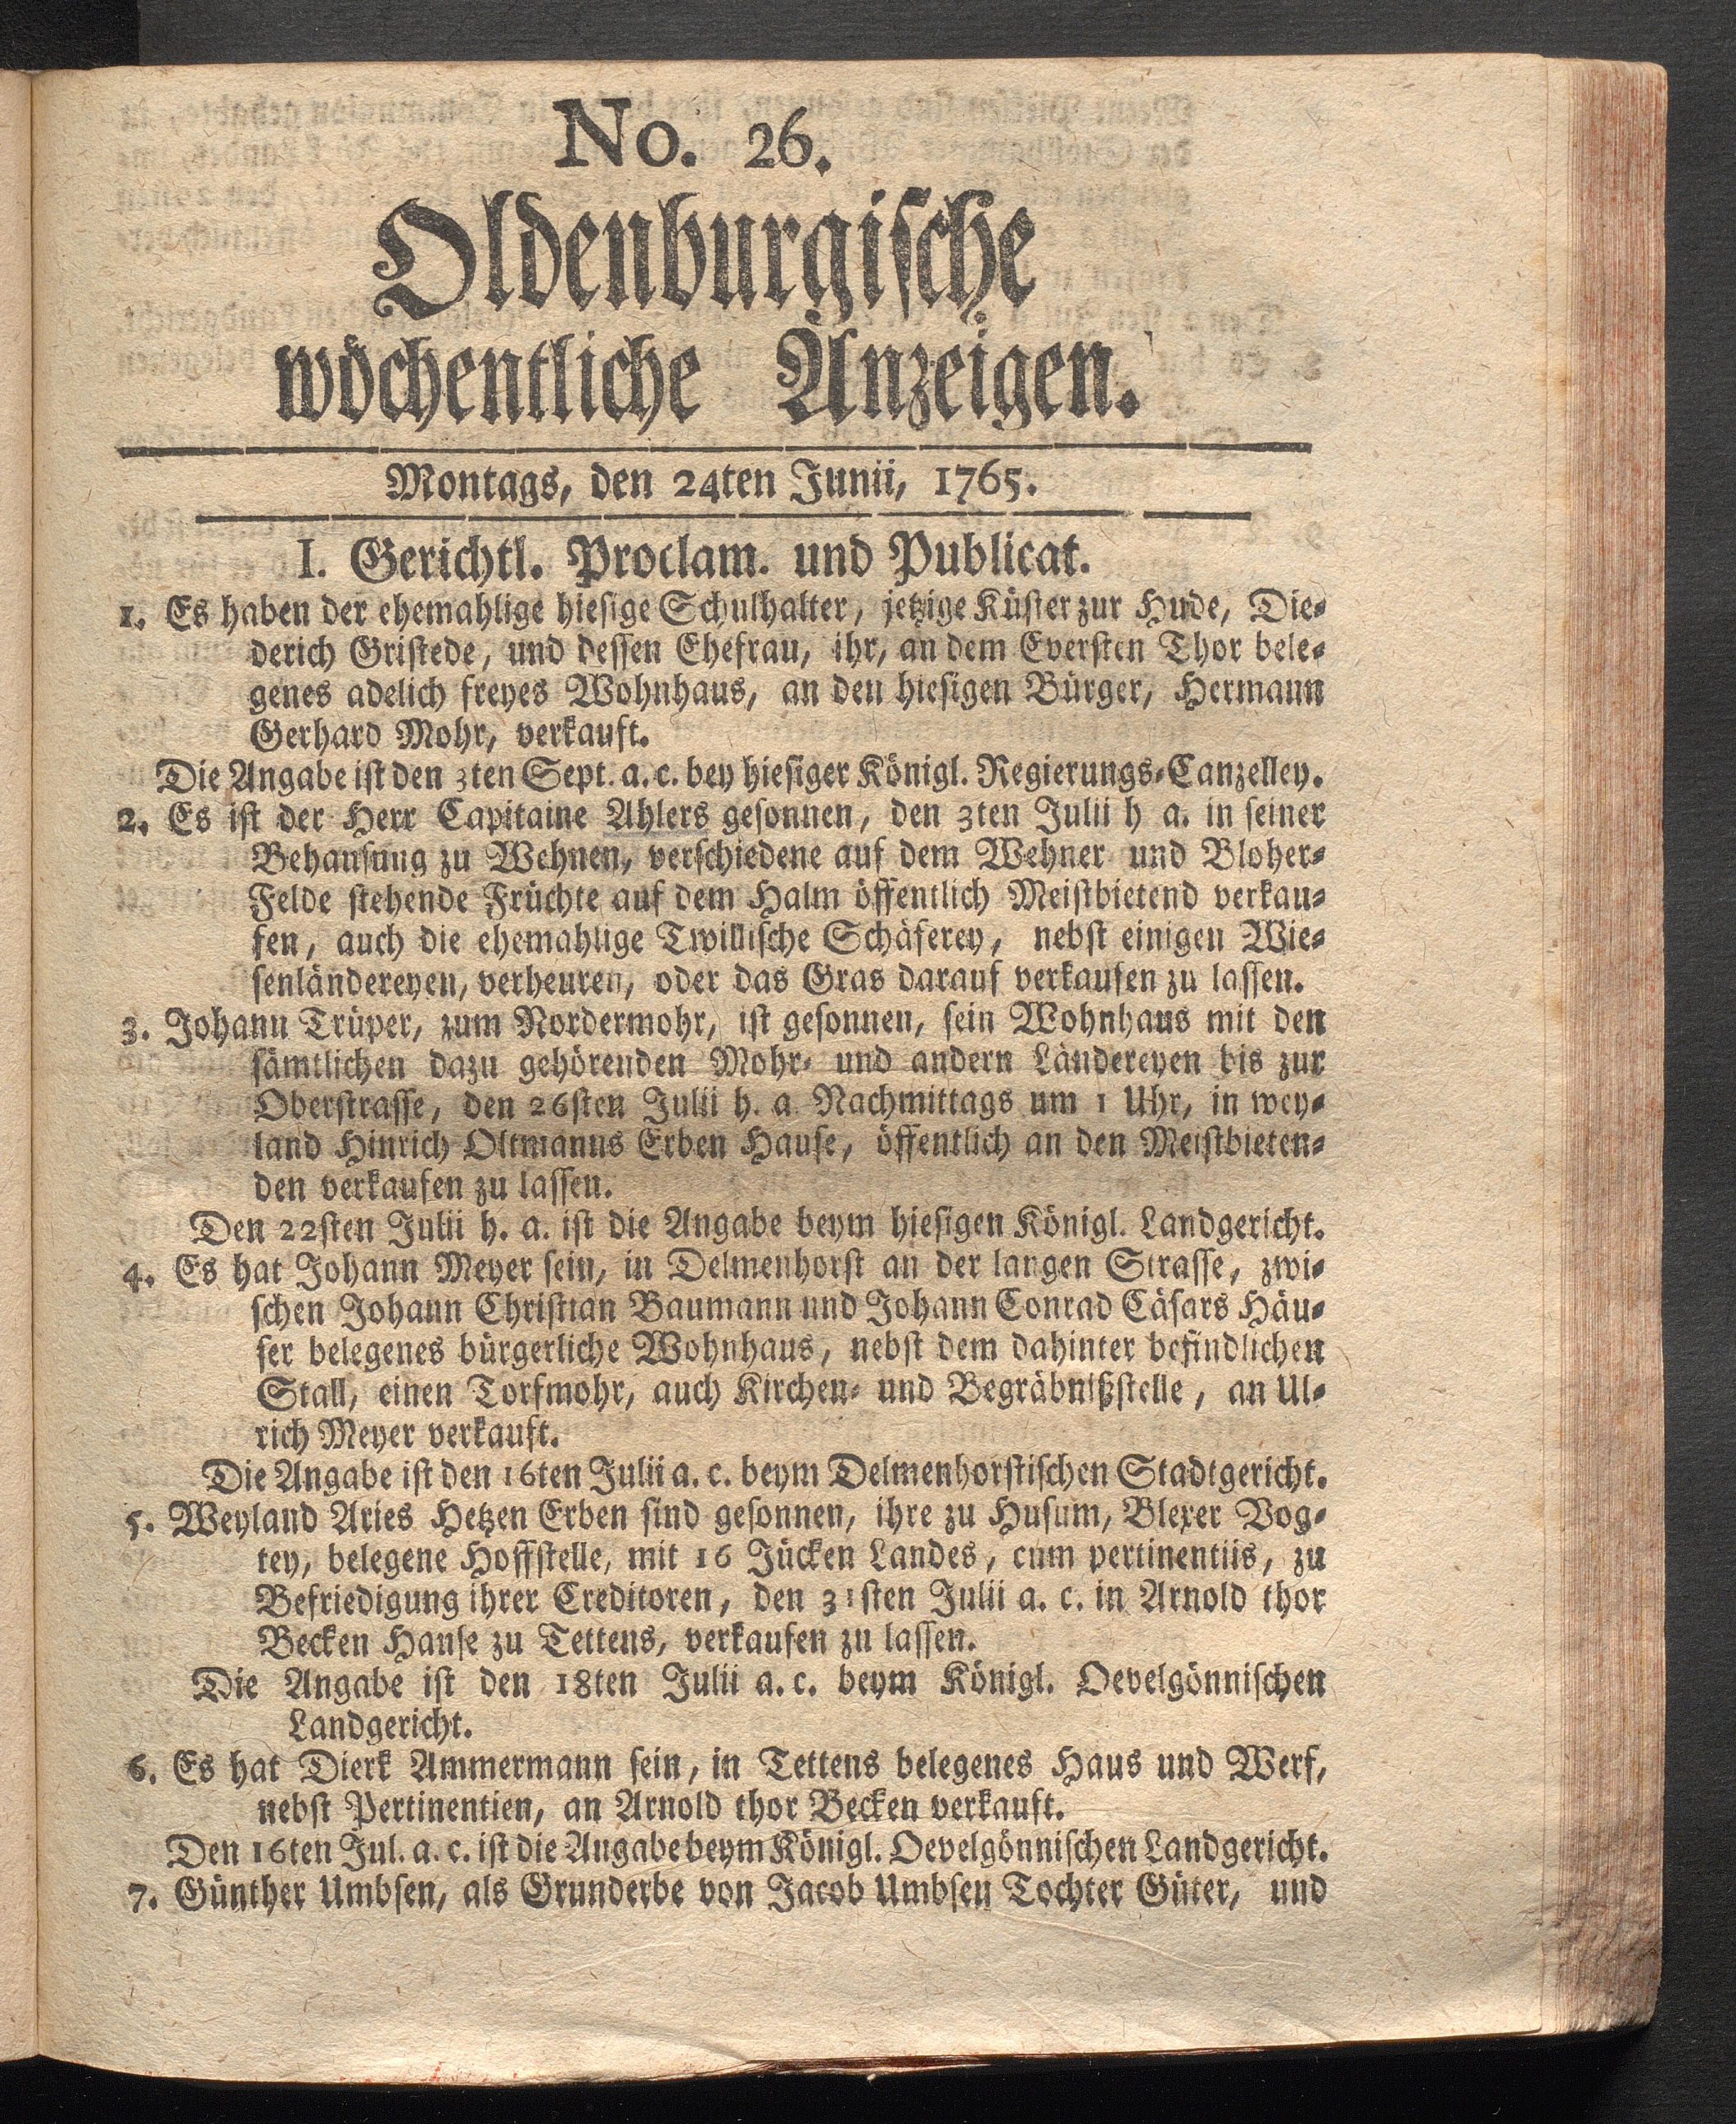 No. 26.
Oldenburgische
wöchentliche Anzeigen.
Montags, den 24ten Junii, 1765.
I. Gerichtl. Proclam. und Publicat.
1. Es haben der ehemahlige hiesige Schulhalter, jetzige Küster zur Hude, Die-
derich Gristede, und dessen Ehefrau, ihr, an dem Eversten Thor bele-
genes adelich freyes Wohnhaus, an den hiesigen Bürger, Hermann
Gerhard Mohr, verkauft.
Die Angabe ist den 3ten Sept. a. c. bey hiesiger Königl. Regierungs-Canzelley.
2. Es ist der Herr Capitaine Ahlers gesonnen, den 3ten Julii h a. in seiner
Behausung zu Wehnen, verschiedene auf dem Wehner und Bloher-
Felde stehende Früchte auf dem Halm öffentlich Meistbietend verkau-
fen, auch die ehemahlige Twillische Schäferey, nebst einigen Wie-
senländereyen, verheuren, oder das Gras darauf verkaufen zu lassen.
3. Johann Trüper, zum Nordermohr, ist gesonnen, sein Wohnhaus mit den
sämtlichen dazu gehörenden Mohr- und andern Ländereyen bis zur
Oberstrasse, den 26sten Julii h. a. Nachmittags um 1 Uhr, in wey-
land Hinrich Oltmanns Erben Hause, öffentlich an den Meistbieten-
den verkaufen zu lassen.
Den 22sten Julii h. a. ist die Angabe beym hiesigen Königl. Landgericht.
4. Es hat Johann Meyer sein, in Delmenhorst an der langen Strasse, zwi-
schen Johann Christian Baumann und Johann Conrad Cäsars Häu-
ser belegenes bürgerliche Wohnhaus, nebst dem dahinter befindlichen
Stall, einen Torfmohr, auch Kirchen- und Begräbnißstelle, an Ul-
rich Meyer verkauft.
Die Angabe ist den 16ten Julii a. c. beym Delmenhorstischen Stadtgericht.
5. Weyland Aries Hetzen Erben sind gesonnen, ihre zu Husum, Blexer Vog-
tey, belegene Hoffstelle, mit 16 Jücken Landes, cum pertinentiis, zu
Befriedigung ihrer Creditoren, den 31sten Julii a. c. in Arnold thor
Becken Hause zu Tettens, verkaufen zu lassen.
Die Angabe ist den 18ten Julii a. c. beym Königl. Oevelgönnischen
Landgericht.
6. Es hat Dierk Ammermann sein, in Tettens belegenes Haus und Werf,
nebst Pertinentien, an Arnold thor Becken verkauft.
Den 16ten Jul. a. c. ist die Angabe beym Königl. Oevelgönnischen Landgericht.
7. Günther Umbsen, als Grunderbe von Jacob Umbsen Tochter Güter, und